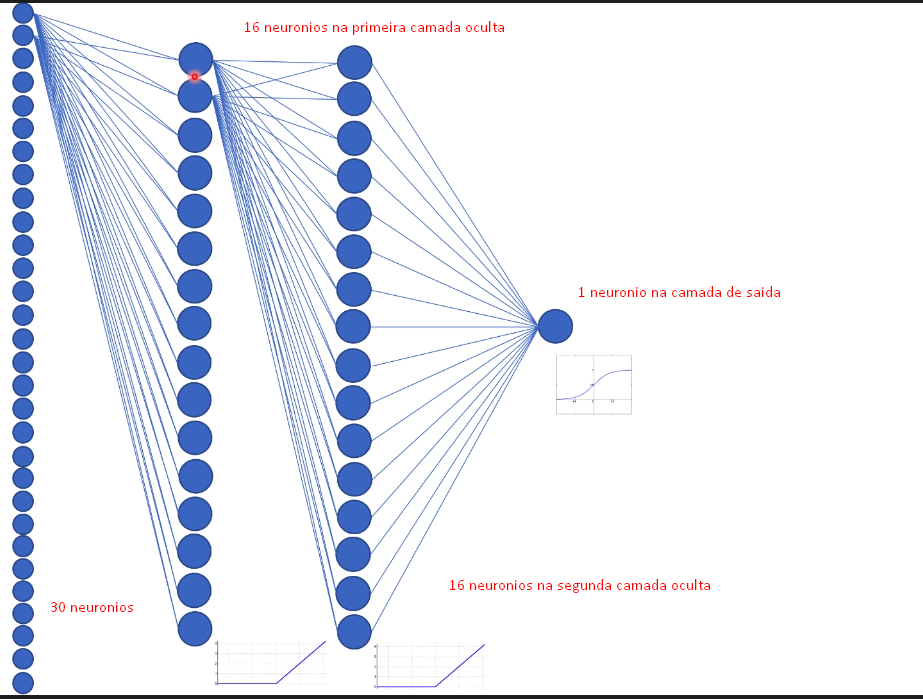 16 neuronios na primeira camada oculta
1 neuronio na camada de saida
16 neuronios na segunda camada oculta
30 neuronios